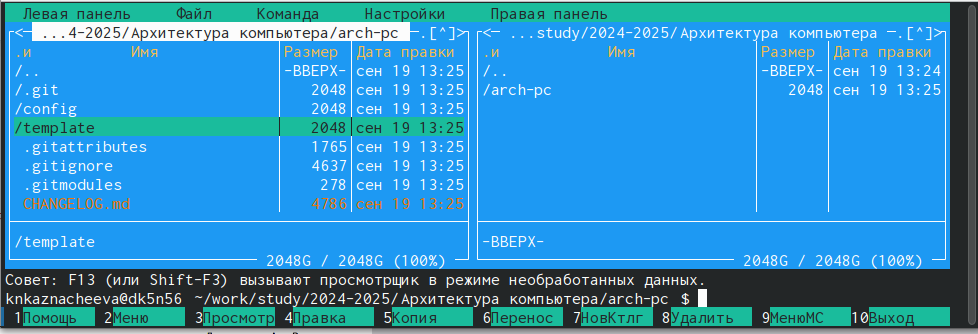 Левая панель Файл Команда Настройки Правая панель
<— ...4-2025/Архитектура компьютера/arch-pc —.[^]> <— ...study/2024-2025/Архитектура компьютера —.[^]>
.и Имя Размер Дата правки .и Имя Размер Дата правки
/.. -ВВЕРХ- сен 19 13:25 /.. -ВВЕРХ- сен 19 13:24
/.git 2048 сен 19 13:25 /arch-pc 2048 сен 19 13:25
/config 2048 сен 19 13:25
/template 2048 сен 19 13:25
.gitattributes 1765 сен 19 13:25
.gitignore 4637 сен 19 13:25
.gitmodules 278 сен 19 13:25
CHANGELOG.md 4786 сен 19 13:25
/template -ВВЕРХ-
2048G / 2048G (100%) 2048G / 2048G (100%)
Совет: F13 (или Shift-F3) вызывают просмотрщик в режиме необработанных данных.
knkaznacheeva@dk5n56 ~/work/study/2024-2025/Архитектура компьютера/arch-pc $
1Помощь 2Меню 3Просмотр 4Правка 5Копия 6Перенос 7НовКтлг 8Удалить 9МенюMC 10Выход